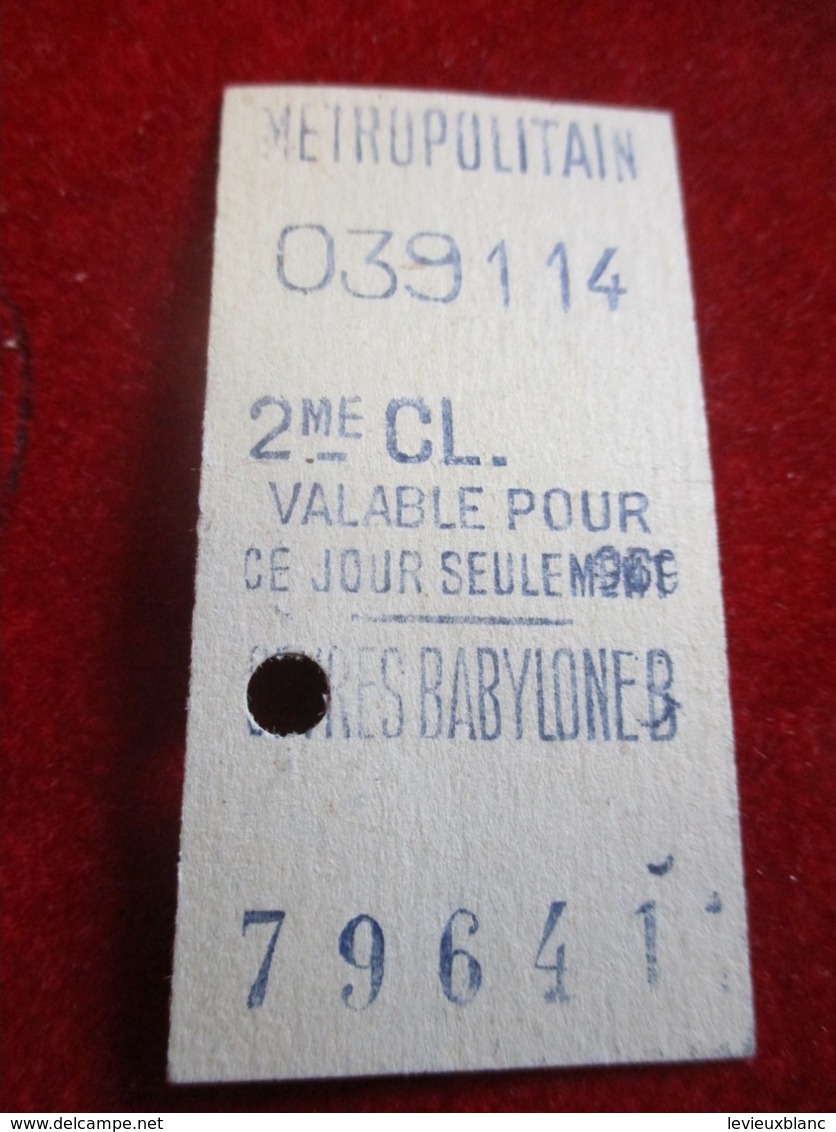 METROPOLITAIN
039114
2ME CL.
VALABLE POUR
CE JOUR SEULEMENT
BABYLONE B
79641
www.delcampe.net
levieuxblanc